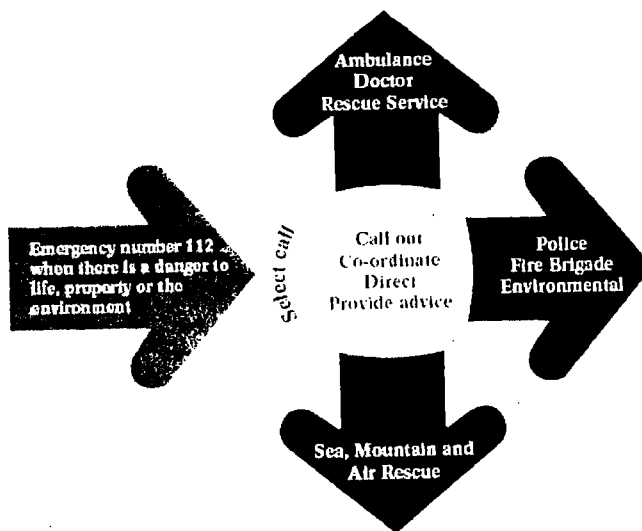 Ambulance
Doctor
Rescue Service
Emergency number 112
when there is a danger to
life, property or the
environment
Select call
Call out
Co-ordinate
Direct
Provide advice
Police
Fire Brigade
Environmental
Sea, Mountain and
Air Rescue